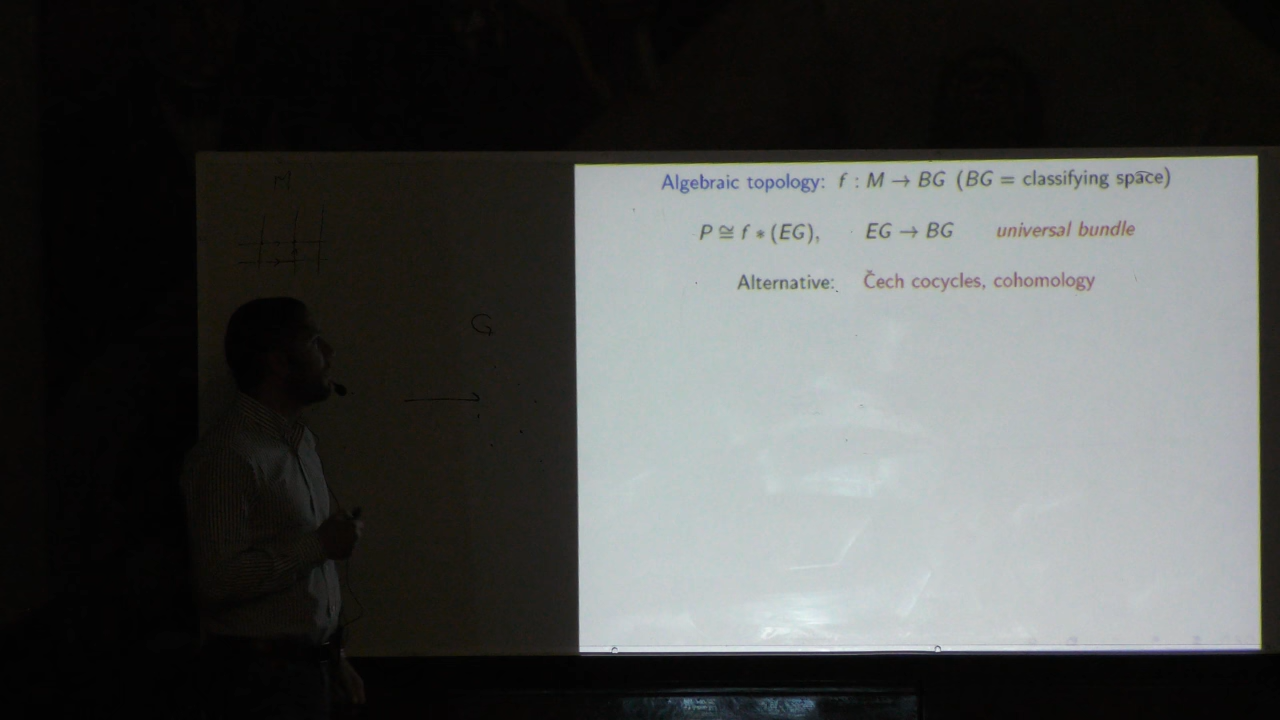 M
G
Algebraic topology: f : M → BG (BG = classifying space)
P ≅ f ∗ (EG), EG → BG universal bundle
Alternative: Čech cocycles, cohomology